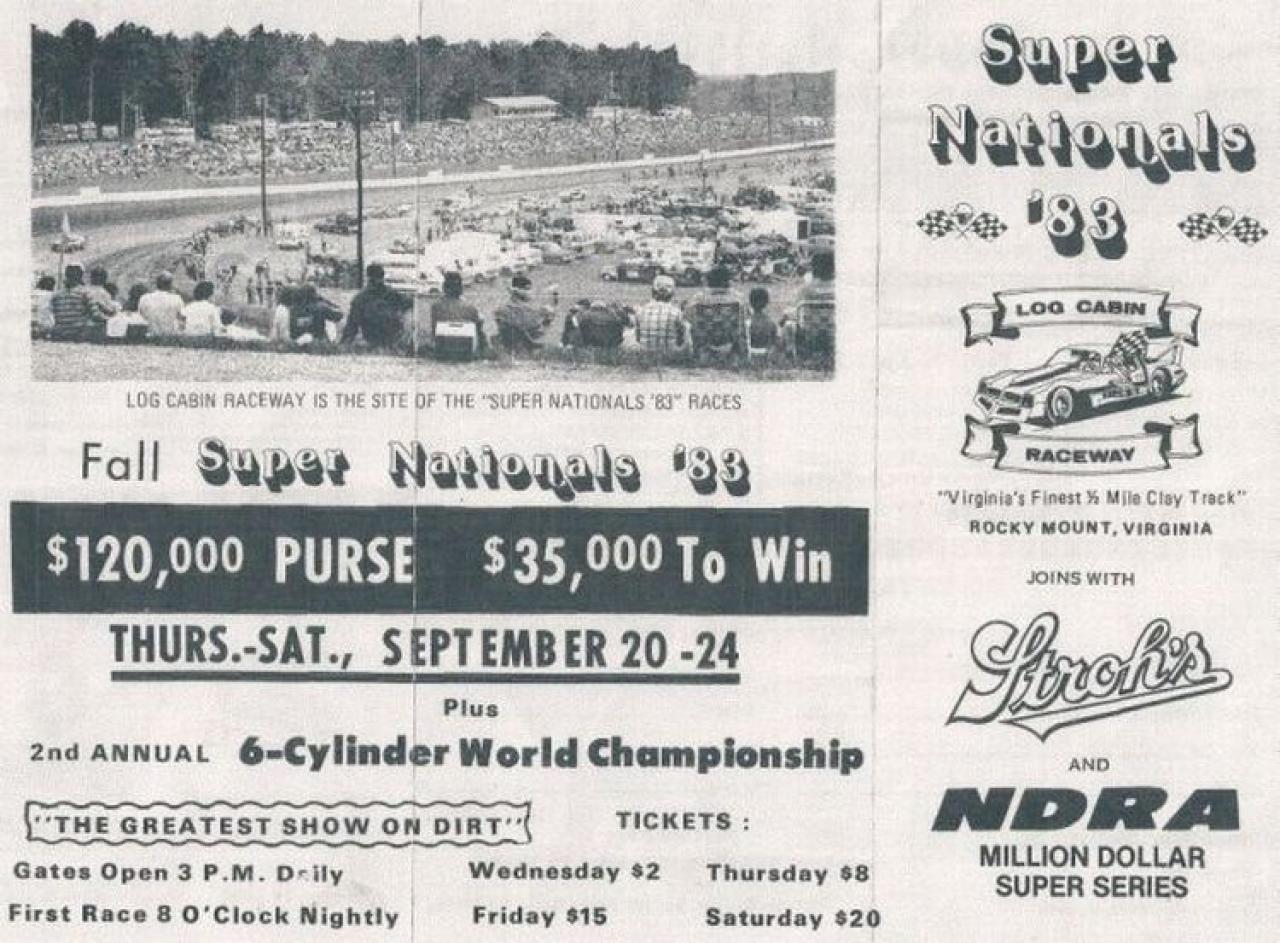 LOG CABIN RACEWAY IS THE SITE OF THE "SUPER NATIONALS '83" RACES
Fall Super Nationals '83
$120,000 PURSE $35,000 To Win
THURS.-SAT., SEPTEMBER 20 -24
Plus
2nd ANNUAL 6-Cylinder World Championship
"THE GREATEST SHOW ON DIRT"
Gates Open 3 P.M. Daily
First Race 8 O'Clock Nightly
TICKETS :
Wednesday $2 Thursday $8
Friday $15 Saturday $20
Super
Nationals
'83
LOG CABIN
RACEWAY
"Virginia's Finest ½ Mile Clay Track"
ROCKY MOUNT, VIRGINIA
JOINS WITH
Stroh's
AND
NDRA
MILLION DOLLAR
SUPER SERIES